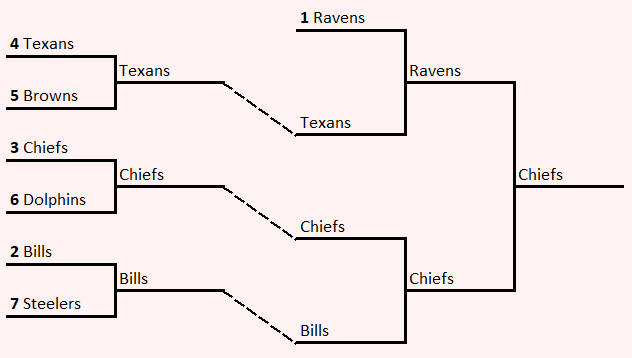 1 Ravens
4 Texans
Texans
Ravens
5 Browns
Texans
3 Chiefs
Chiefs
Chiefs
6 Dolphins
Chiefs
2 Bills
Bills
Chiefs
7 Steelers
Bills